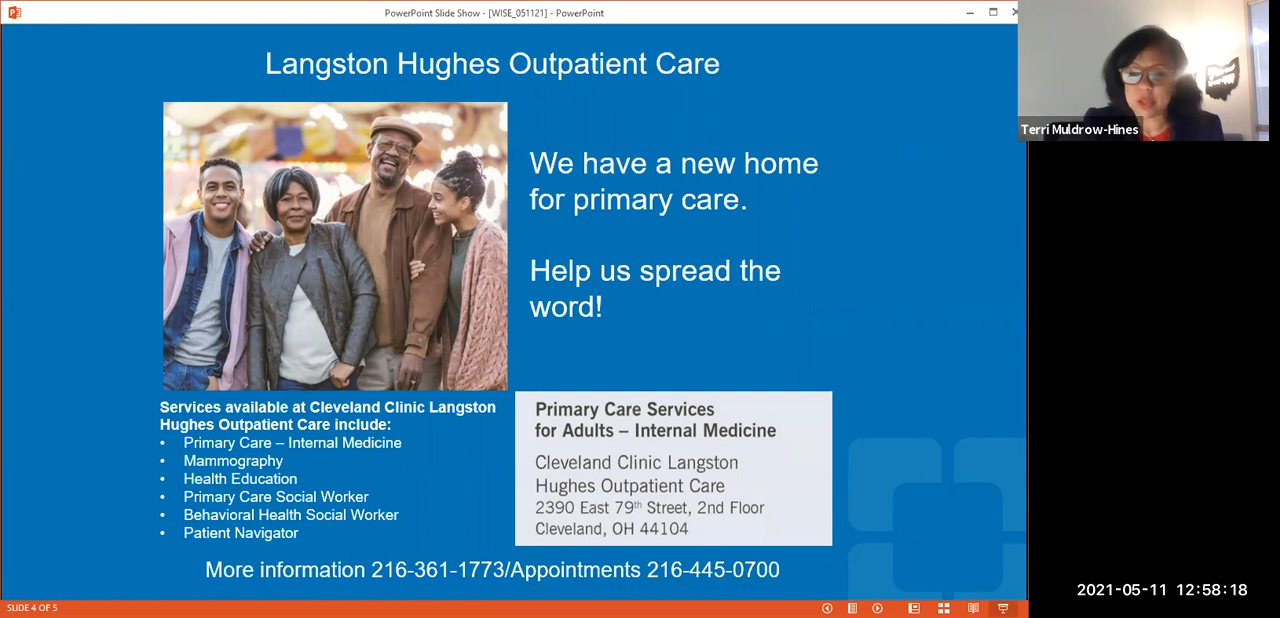 PowerPoint Slide Show - [WISE_051121] - PowerPoint
Langston Hughes Outpatient Care
We have a new home
for primary care.
Help us spread the
word!
Services available at Cleveland Clinic Langston
Hughes Outpatient Care include:
• Primary Care – Internal Medicine
• Mammography
• Health Education
• Primary Care Social Worker
• Behavioral Health Social Worker
• Patient Navigator
Primary Care Services
for Adults – Internal Medicine
Cleveland Clinic Langston
Hughes Outpatient Care
2390 East 79th Street, 2nd Floor
Cleveland, OH 44104
More information 216-361-1773/Appointments 216-445-0700
SLIDE 4 OF 5
Terri Muldrow-Hines
2021-05-11 12:58:18